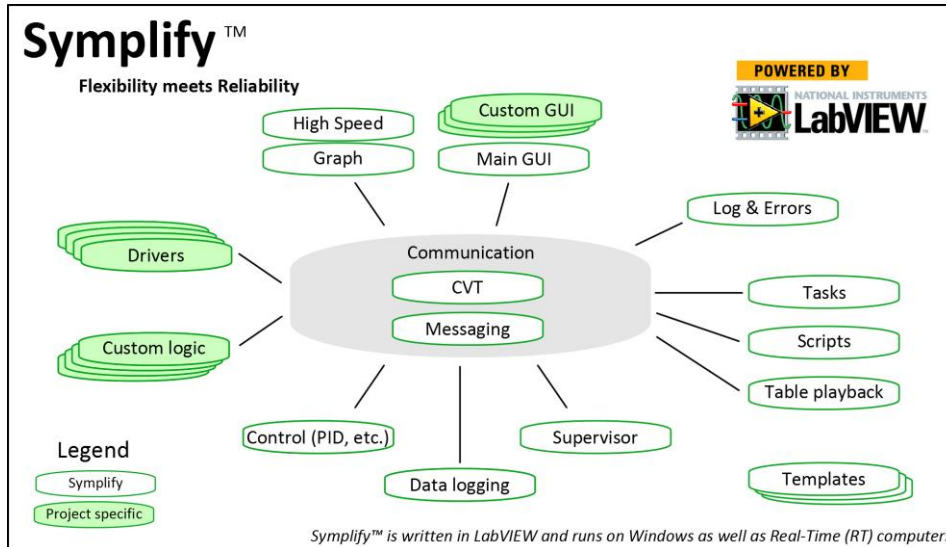 Symplify ™
Flexibility meets Reliability
POWERED BY
NATIONAL INSTRUMENTS
LabVIEW™
High Speed
Graph
Custom GUI
Main GUI
Log & Errors
Drivers
Communication
CVT
Messaging
Tasks
Custom logic
Scripts
Table playback
Control (PID, etc.)
Supervisor
Data logging
Templates
Legend
Symplify
Project specific
Symplify™ is written in LabVIEW and runs on Windows as well as Real-Time (RT) computer